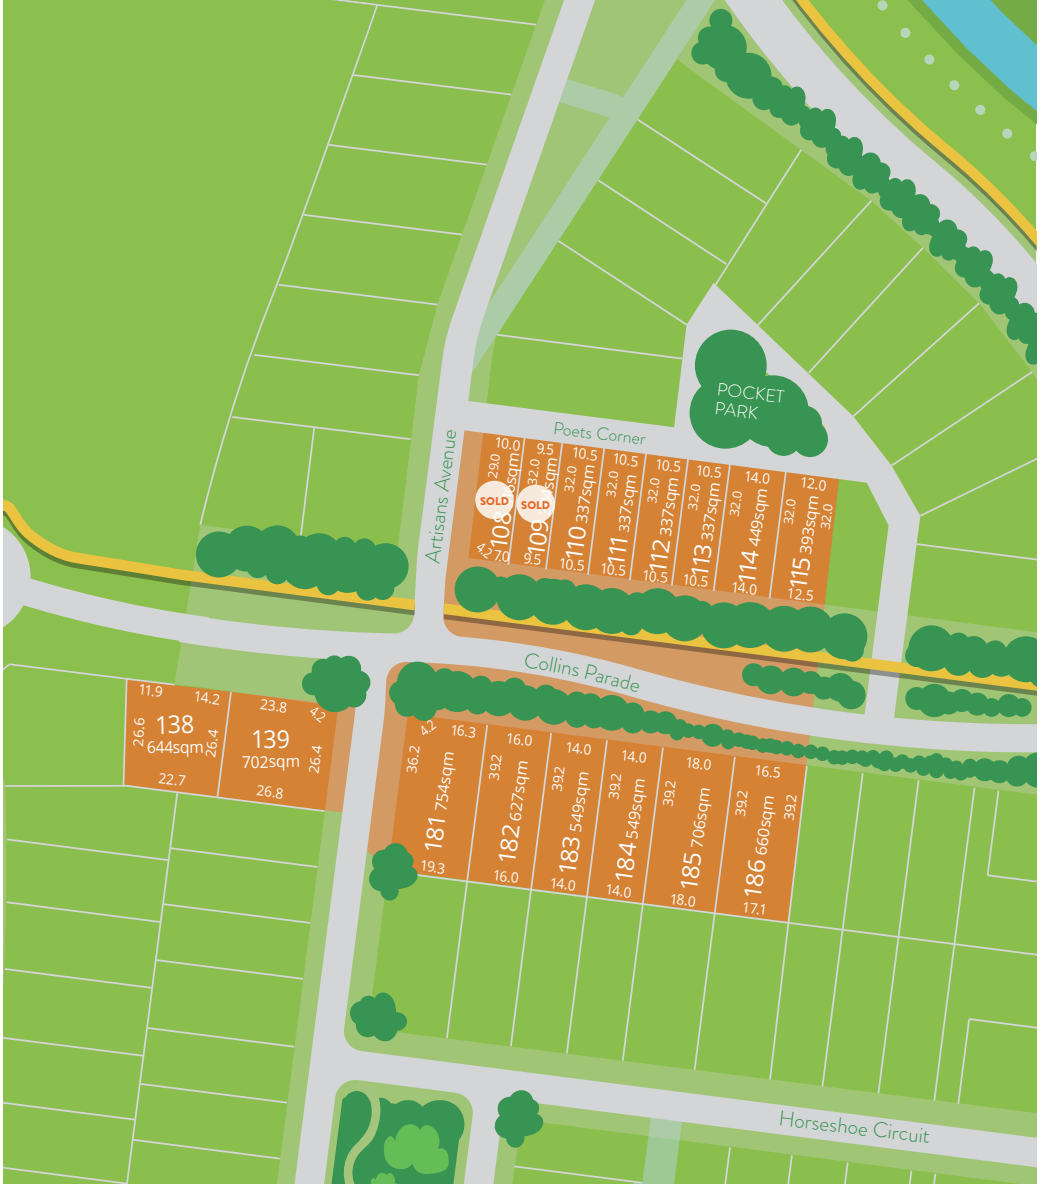 POCKET
PARK
Poets Corner
Artisans Avenue
10.0
29.0
SOLD
108
4.2
7.0
9.5
32.0
sqm
SOLD
109
9.5
10.5
32.0
110 337sqm
10.5
10.5
32.0
111 337sqm
10.5
10.5
32.0
112 337sqm
10.5
10.5
32.0
113 337sqm
10.5
14.0
32.0
114 449sqm
14.0
12.0
32.0
115 393sqm
32.0
12.5
Collins Parade
11.9
14.2
26.6
138
644sqm
26.4
22.7
23.8
4.2
139
702sqm
26.4
26.8
4.2
16.3
36.2
181 754sqm
19.3
16.0
39.2
182 627sqm
16.0
14.0
39.2
183 549sqm
14.0
14.0
39.2
184 549sqm
14.0
18.0
39.2
185 706sqm
18.0
16.5
39.2
186 660sqm
39.2
17.1
Horseshoe Circuit